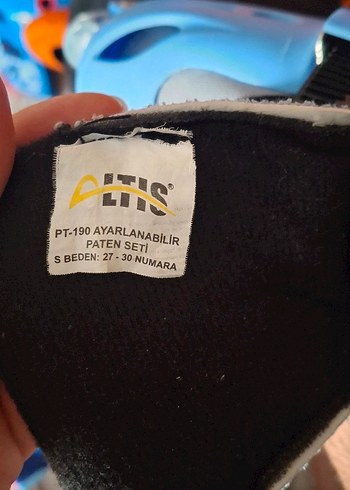 ALTIS®
PT-190 AYARLANABİLİR
PATEN SETİ
S BEDEN: 27 - 30 NUMARA